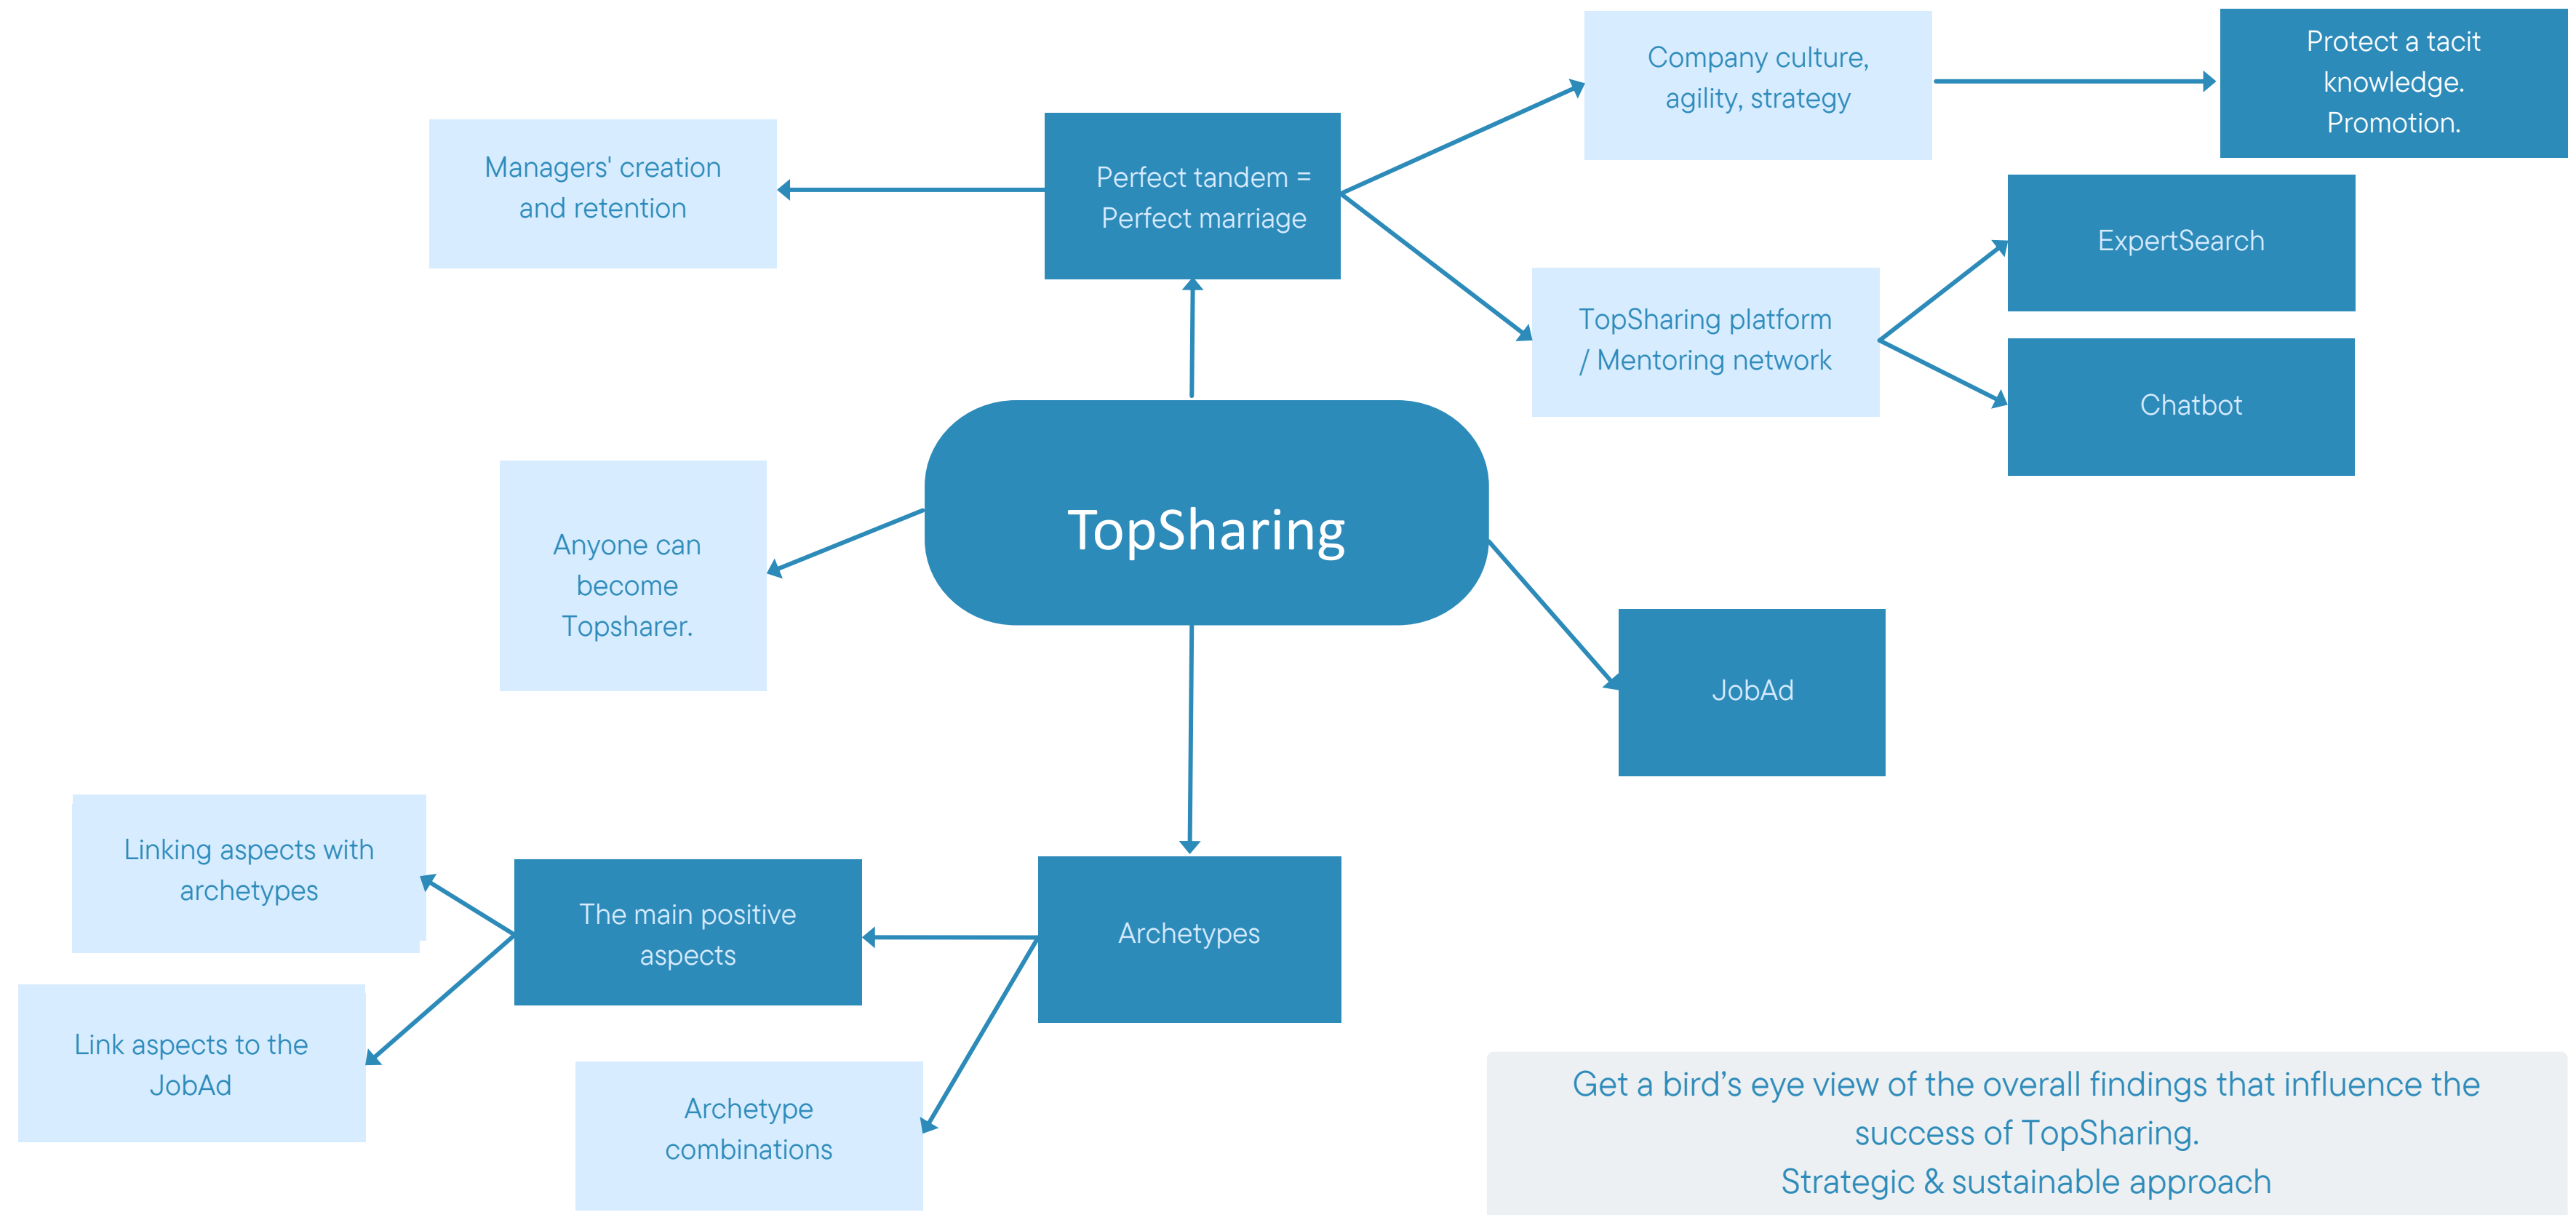 Company culture,
agility, strategy
Protect a tacit
knowledge.
Promotion.
Managers' creation
and retention
Perfect tandem =
Perfect marriage
ExpertSearch
TopSharing platform
/ Mentoring network
Chatbot
TopSharing
Anyone can
become
Topsharer.
JobAd
Linking aspects with
archetypes
The main positive
aspects
Archetypes
Link aspects to the
JobAd
Archetype
combinations
Get a bird’s eye view of the overall findings that influence the
success of TopSharing.
Strategic & sustainable approach